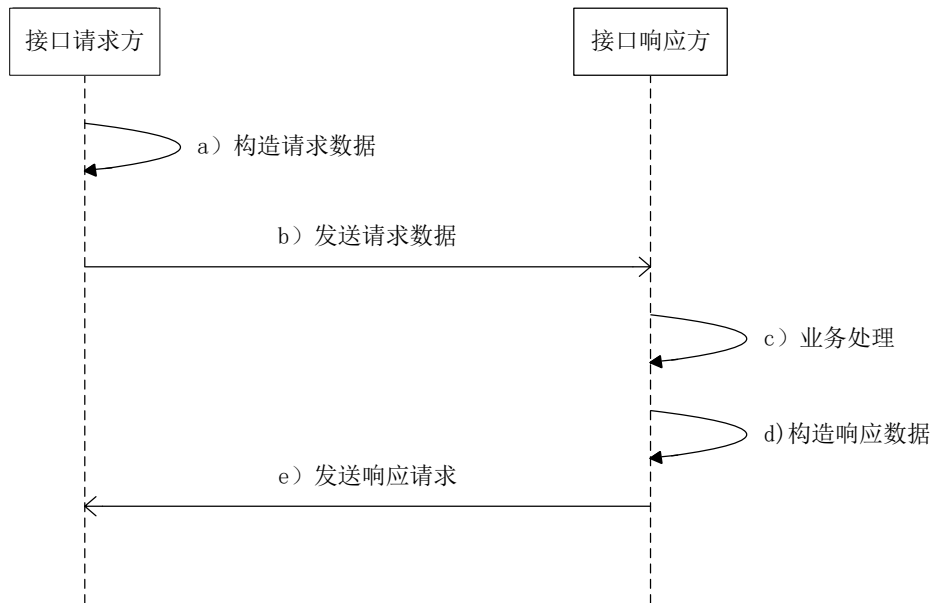 接口请求方
接口响应方
a）构造请求数据
b）发送请求数据
c）业务处理
d)构造响应数据
e）发送响应请求